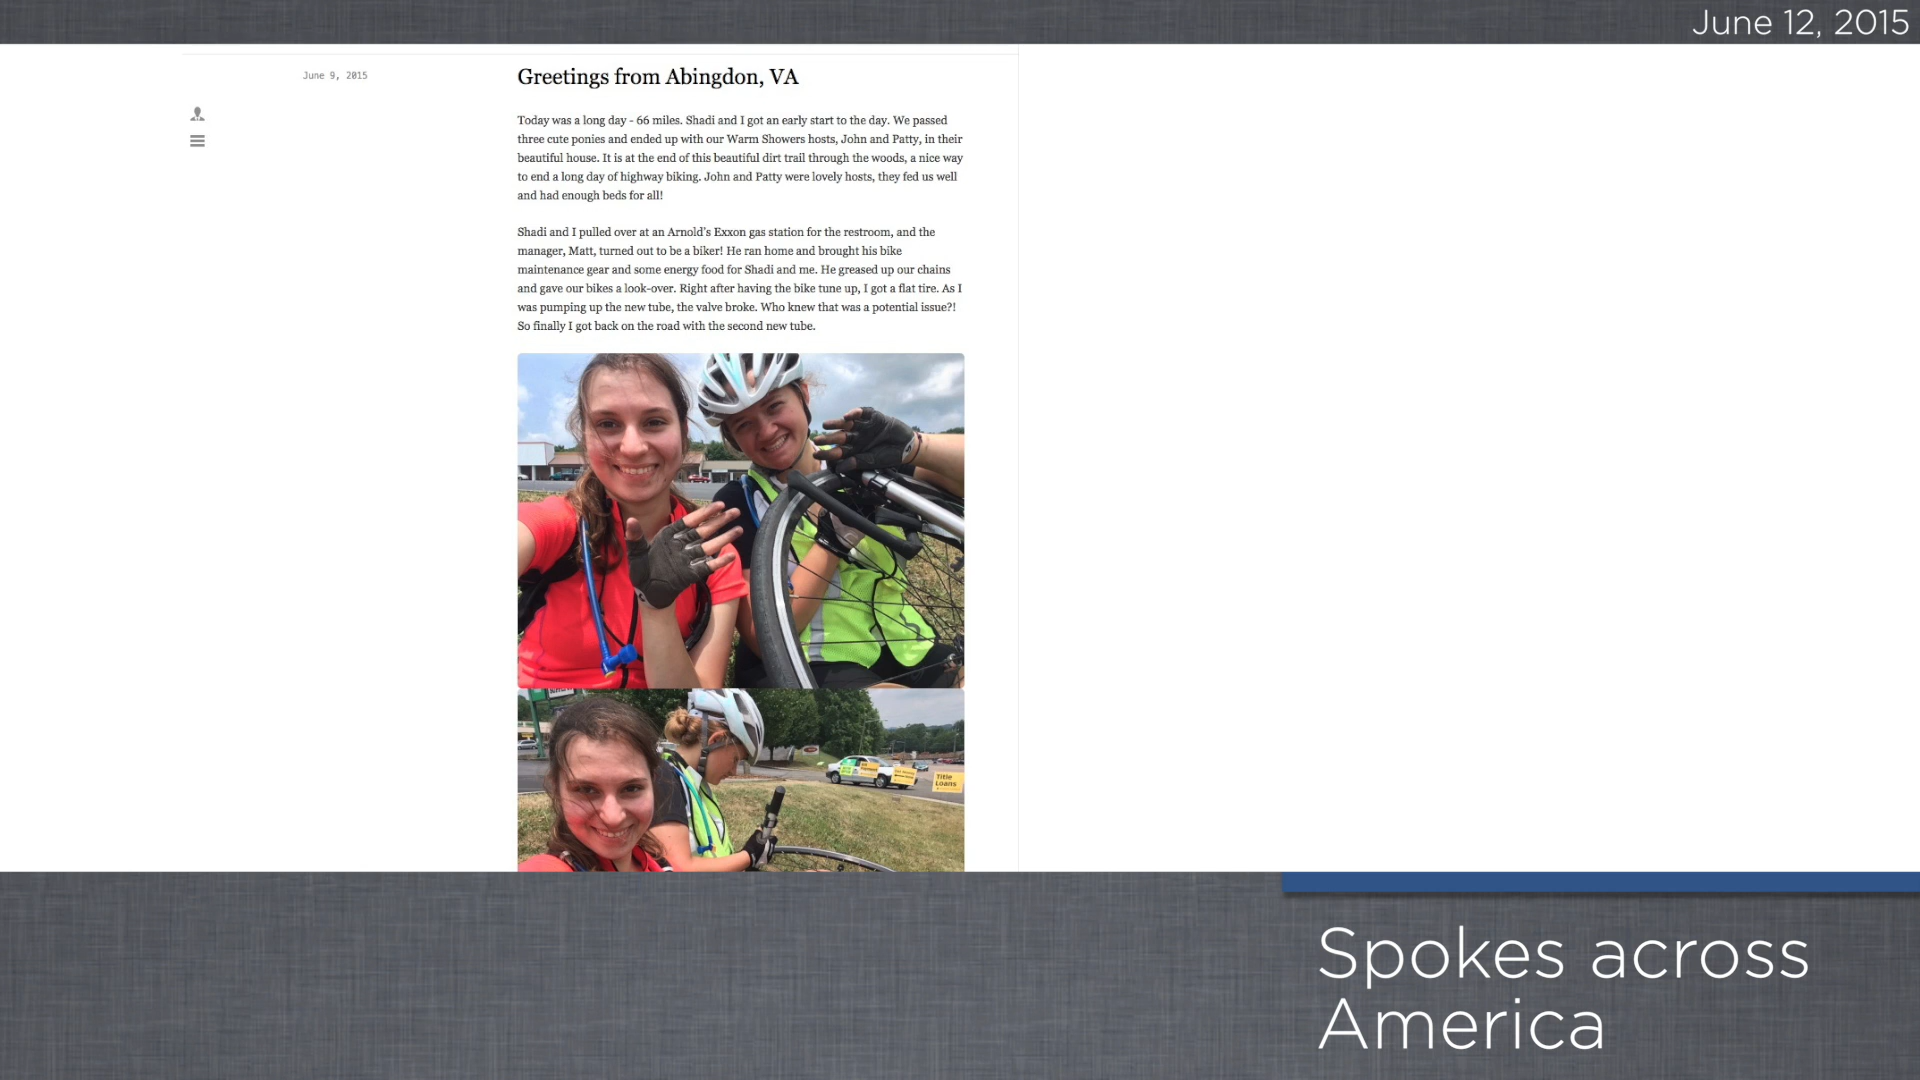 June 12, 2015
June 9, 2015
Greetings from Abingdon, VA
Today was a long day - 66 miles. Shadi and I got an early start to the day. We passed
three cute ponies and ended up with our Warm Showers hosts, John and Patty, in their
beautiful house. It is at the end of this beautiful dirt trail through the woods, a nice way
to end a long day of highway biking. John and Patty were lovely hosts, they fed us well
and had enough beds for all!
Shadi and I pulled over at an Arnold's Exxon gas station for the restroom, and the
manager, Matt, turned out to be a biker! He ran home and brought his bike
maintenance gear and some energy food for Shadi and me. He greased up our chains
and gave our bikes a look-over. Right after having the bike tune up, I got a flat tire. As I
was pumping up the new tube, the valve broke. Who knew that was a potential issue?!
So finally I got back on the road with the second new tube.
Title
Loans
Spokes across
America